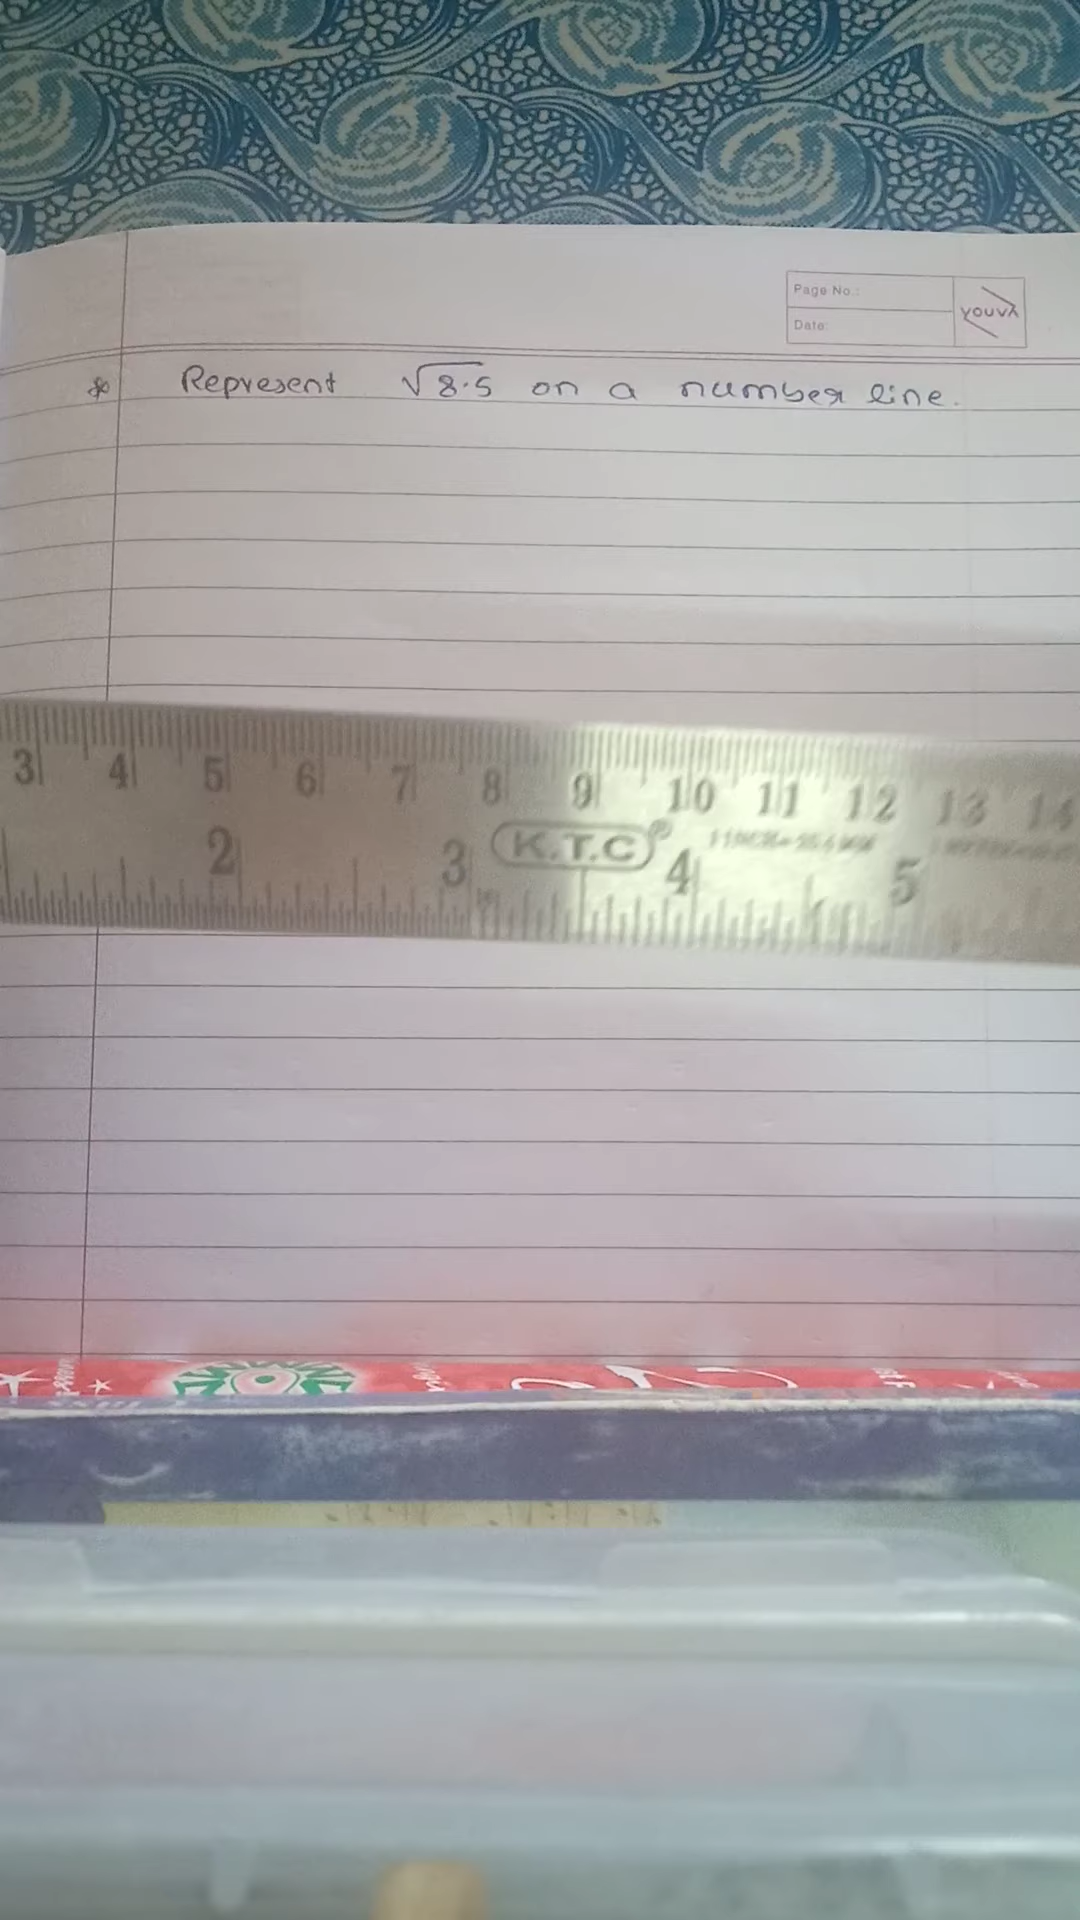 Page No.:
Date:
YOUVA
* Represent √8.5 on a number line.
3 4 5 6 7 8 9 10 11 12 13 14
2 3 K.T.C® 4 5